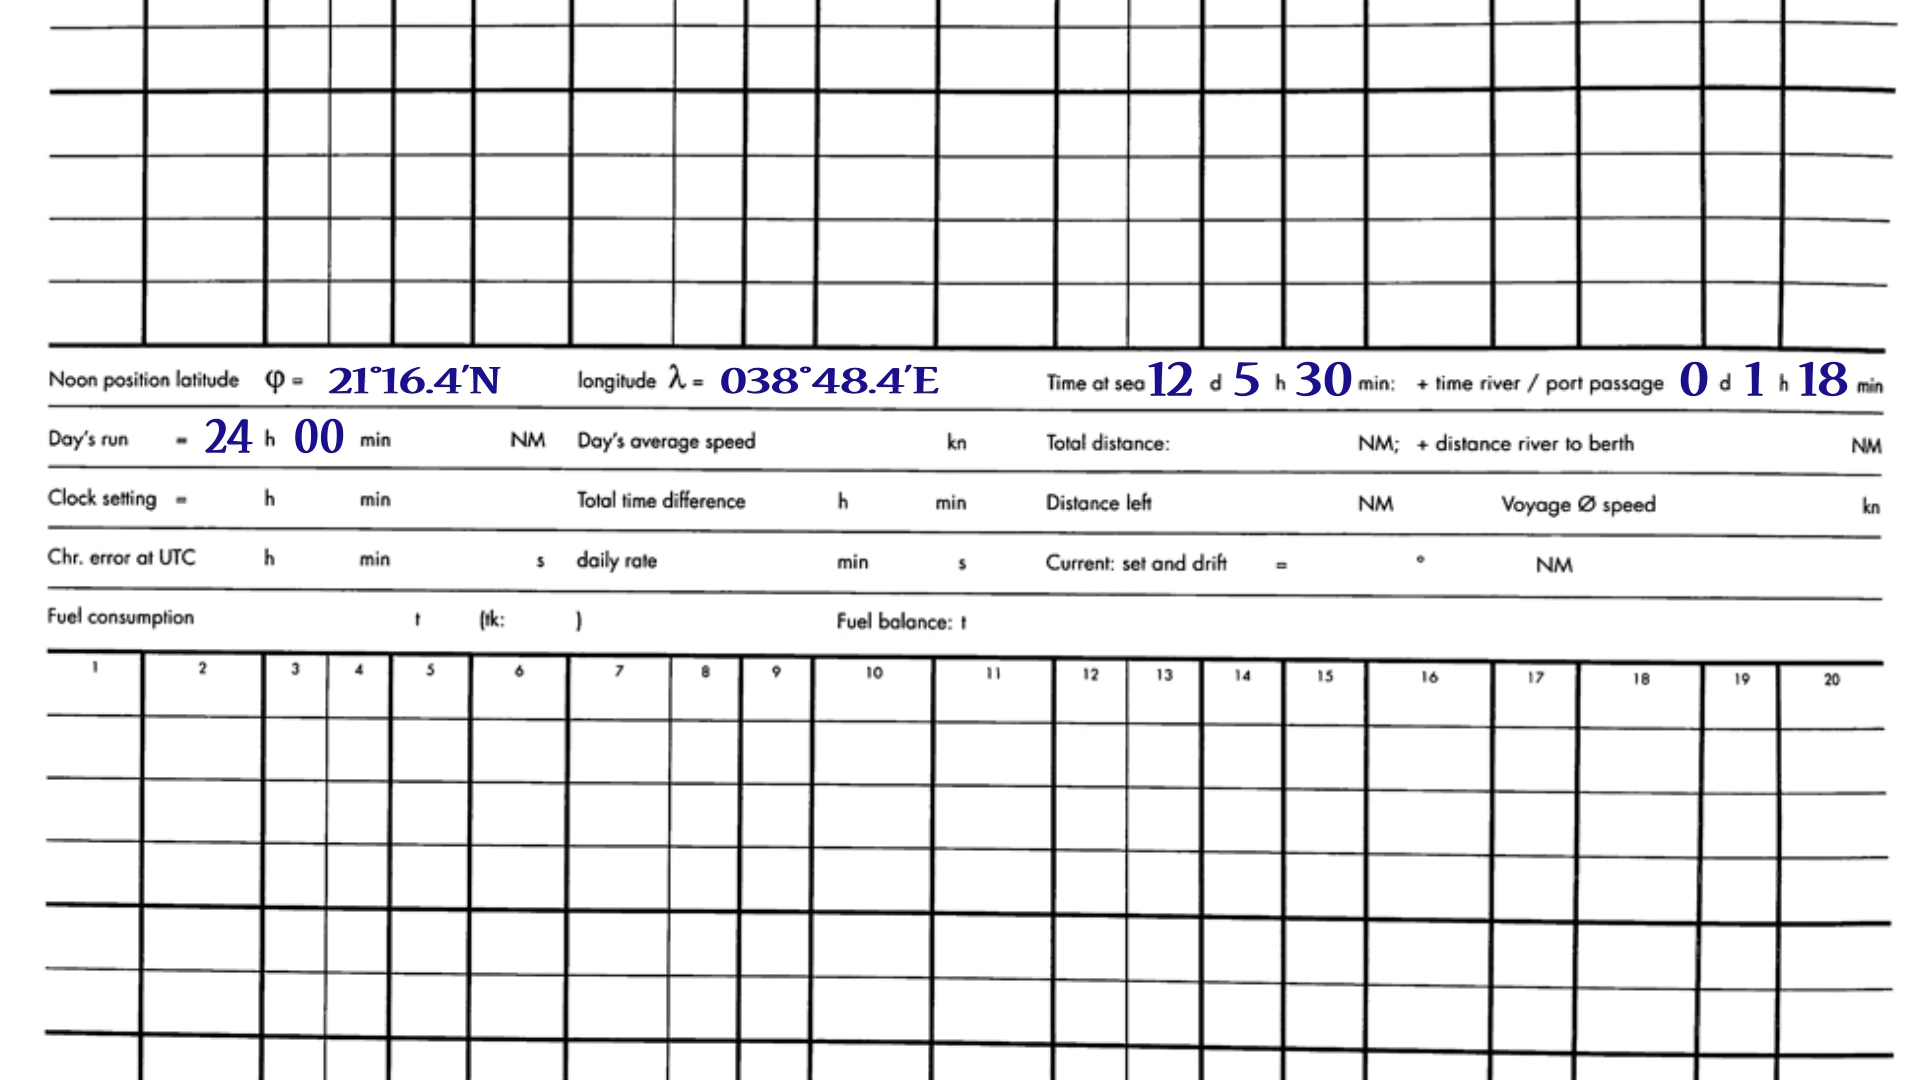 Noon position latitude φ = 21°16.4'N longitude λ = 038°48.4'E Time at sea 12 d 5 h 30 min: + time river / port passage 0 d 1 h 18 min
Day's run = 24 h 00 min NM Day's average speed kn Total distance: NM; + distance river to berth NM
Clock setting = h min Total time difference h min Distance left NM Voyage Ø speed kn
Chr. error at UTC h min s daily rate min s Current: set and drift = ° NM
Fuel consumption t (tk: ) Fuel balance: t
1 2 3 4 5 6 7 8 9 10 11 12 13 14 15 16 17 18 19 20